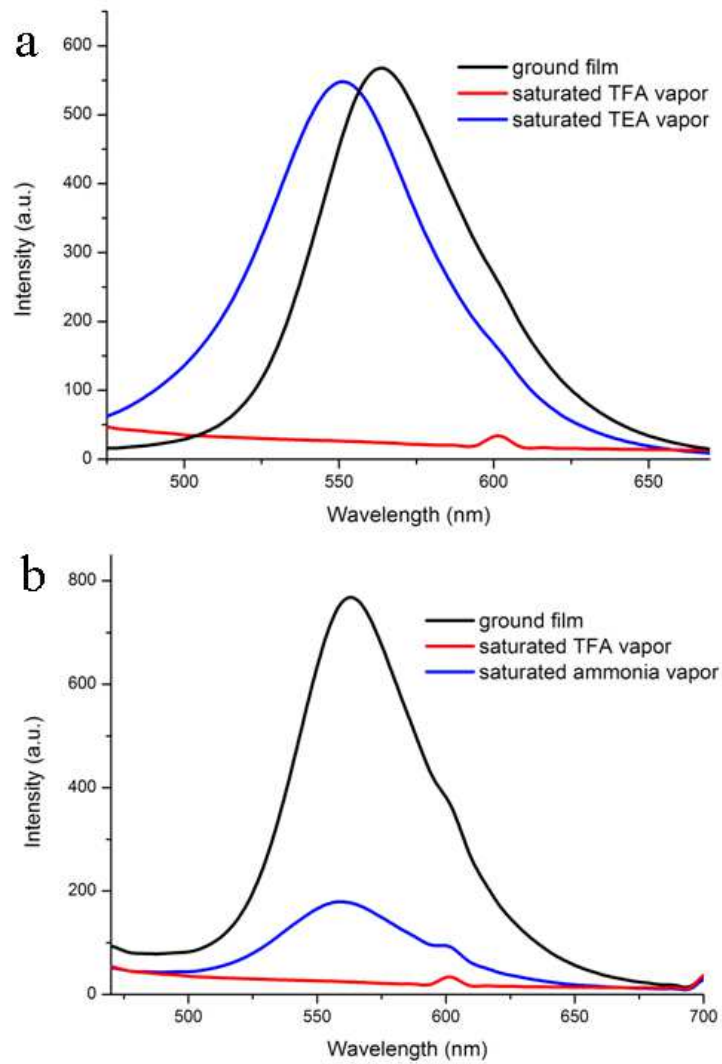 a
ground film
saturated TFA vapor
saturated TEA vapor
600
500
400
300
200
100
0
Intensity (a.u.)
500 550 600 650
Wavelength (nm)
b
ground film
saturated TFA vapor
saturated ammonia vapor
800
600
400
200
0
Intensity (a.u.)
500 550 600 650 700
Wavelength (nm)